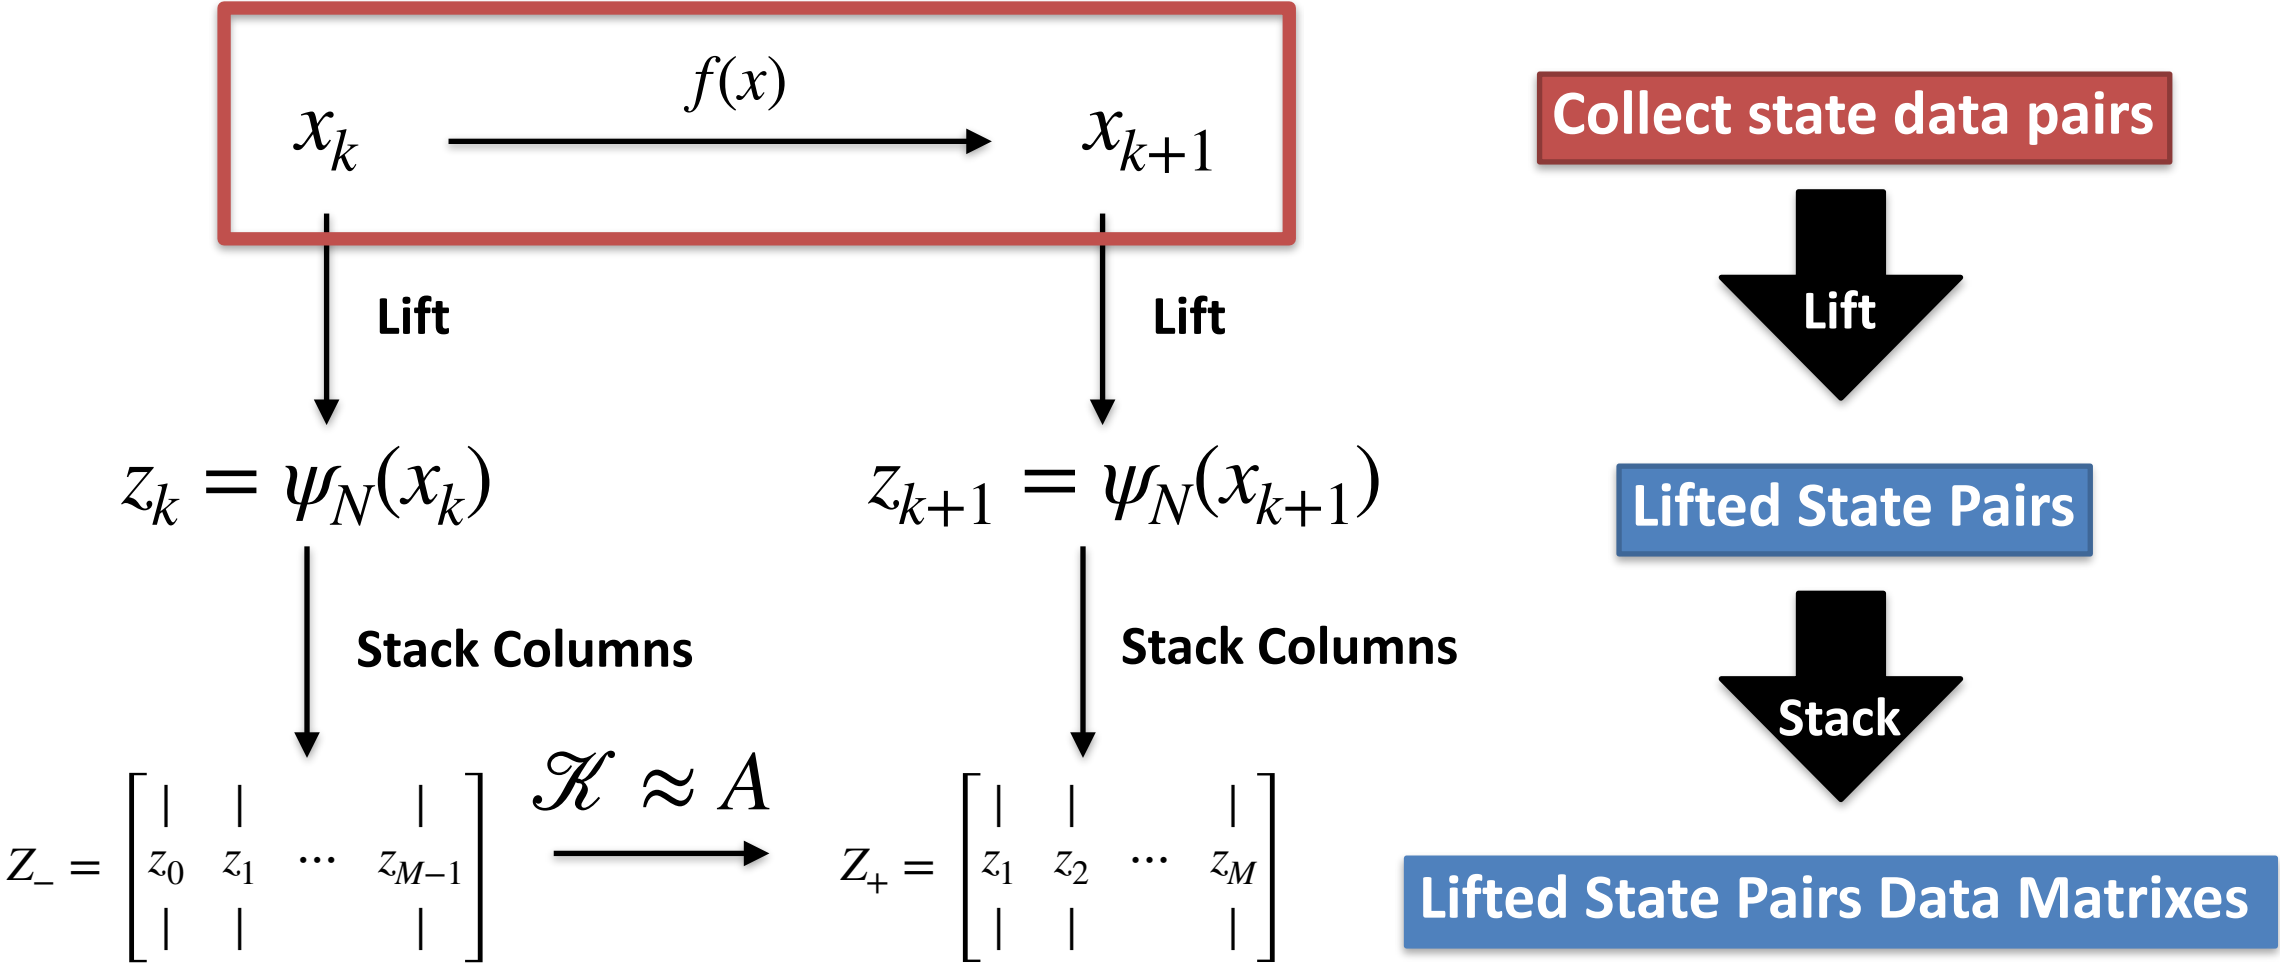 f(x)
x_k x_{k+1}
Collect state data pairs
Lift Lift
Lift
z_k = ψ_N(x_k) z_{k+1} = ψ_N(x_{k+1})
Lifted State Pairs
Stack Columns Stack Columns
Stack
𝒦 ≈ A
| | | | | |
Z_− = [z_0 z_1 ⋯ z_{M−1}] Z_+ = [z_1 z_2 ⋯ z_M]
| | | | | |
Lifted State Pairs Data Matrixes